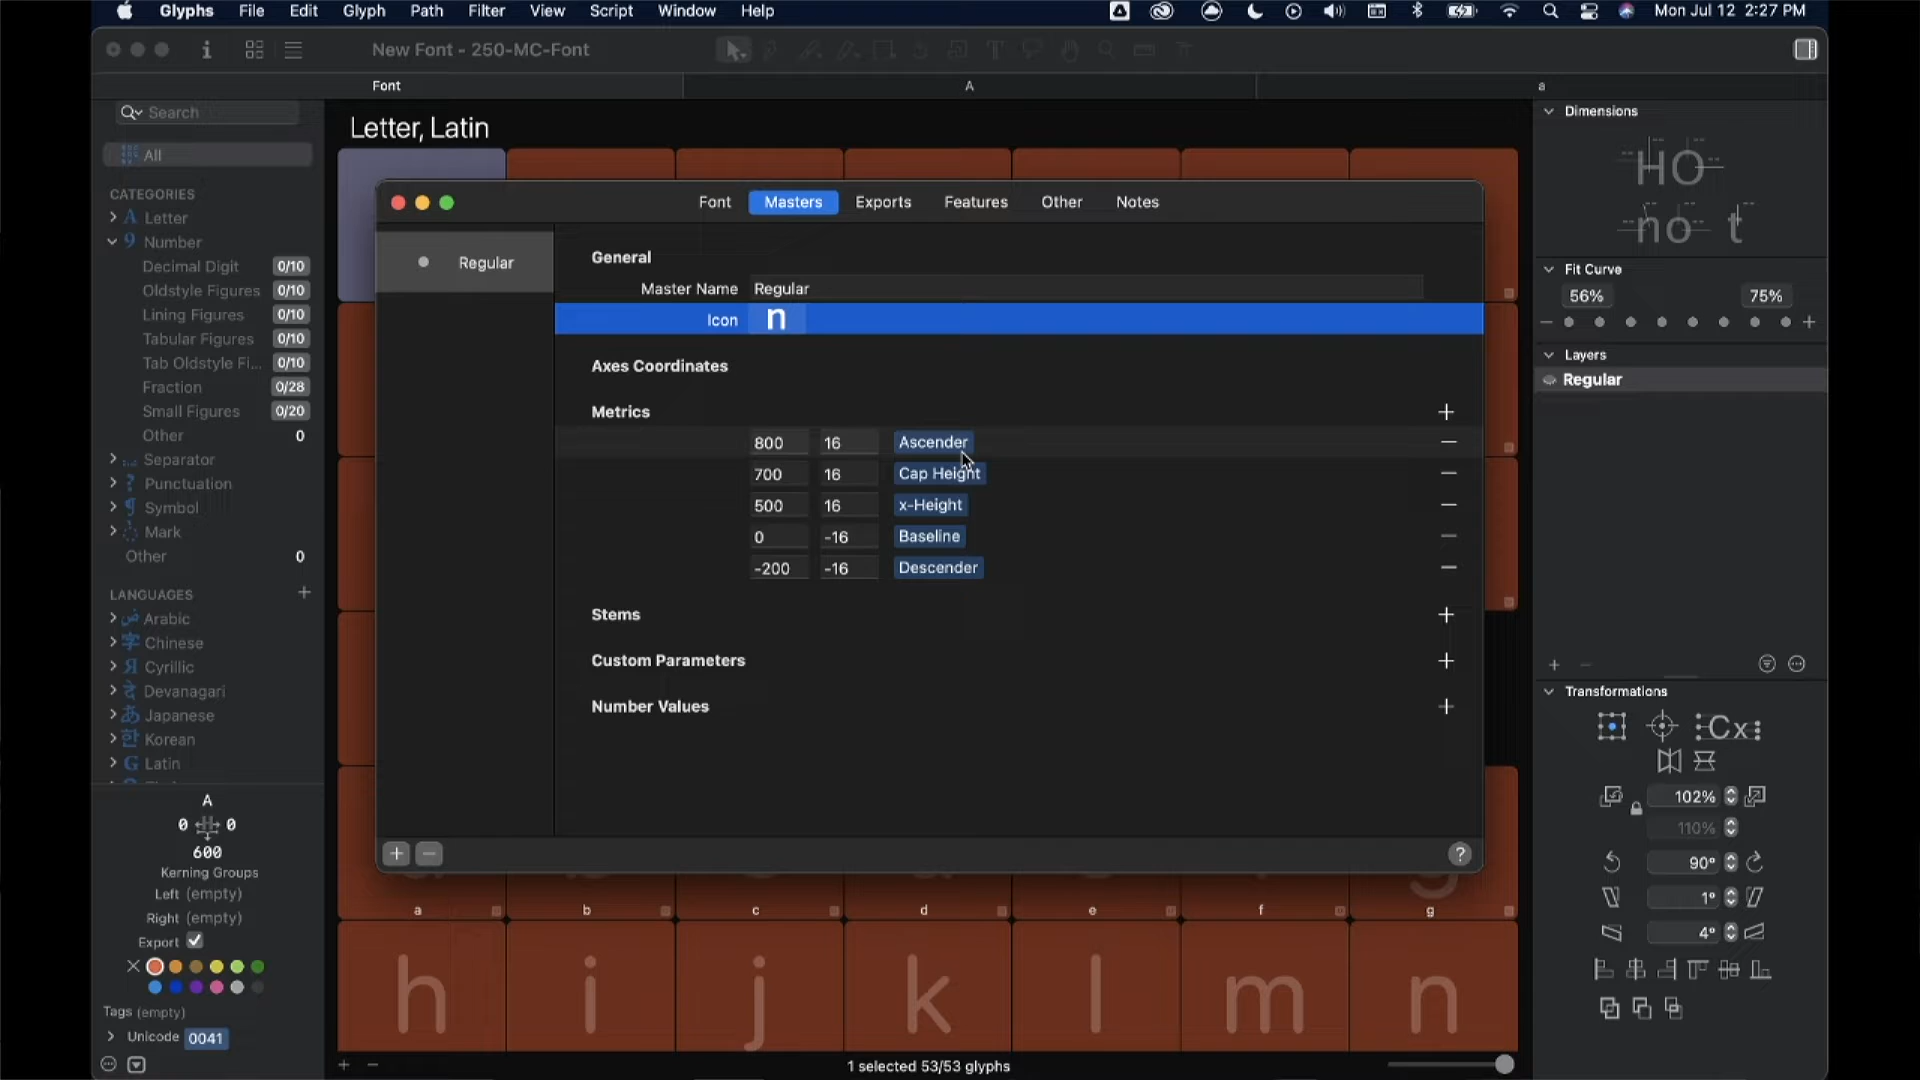 Glyphs File Edit Glyph Path Filter View Script Window Help Mon Jul 12 2:27 PM
New Font - 250-MC-Font
Font A a
Search
All
CATEGORIES
Letter
Number
Decimal Digit 0/10
Oldstyle Figures 0/10
Lining Figures 0/10
Tabular Figures 0/10
Tab Oldstyle Fi... 0/10
Fraction 0/28
Small Figures 0/20
Other 0
Separator
Punctuation
Symbol
Mark
Other 0
LANGUAGES
Arabic
Chinese
Cyrillic
Devanagari
Japanese
Korean
Latin
A
0 0
600
Kerning Groups
Left (empty)
Right (empty)
Export
Tags (empty)
Unicode 0041
Letter, Latin
Font Masters Exports Features Other Notes
Regular
General
Master Name Regular
Icon n
Axes Coordinates
Metrics
800 16 Ascender
700 16 Cap Height
500 16 x-Height
0 -16 Baseline
-200 -16 Descender
Stems
Custom Parameters
Number Values
a b c d e f g
h i j k l m n
1 selected 53/53 glyphs
Dimensions
HO
no t
Fit Curve
56% 75%
Layers
Regular
Transformations
Cx
102%
110%
90°
1°
4°